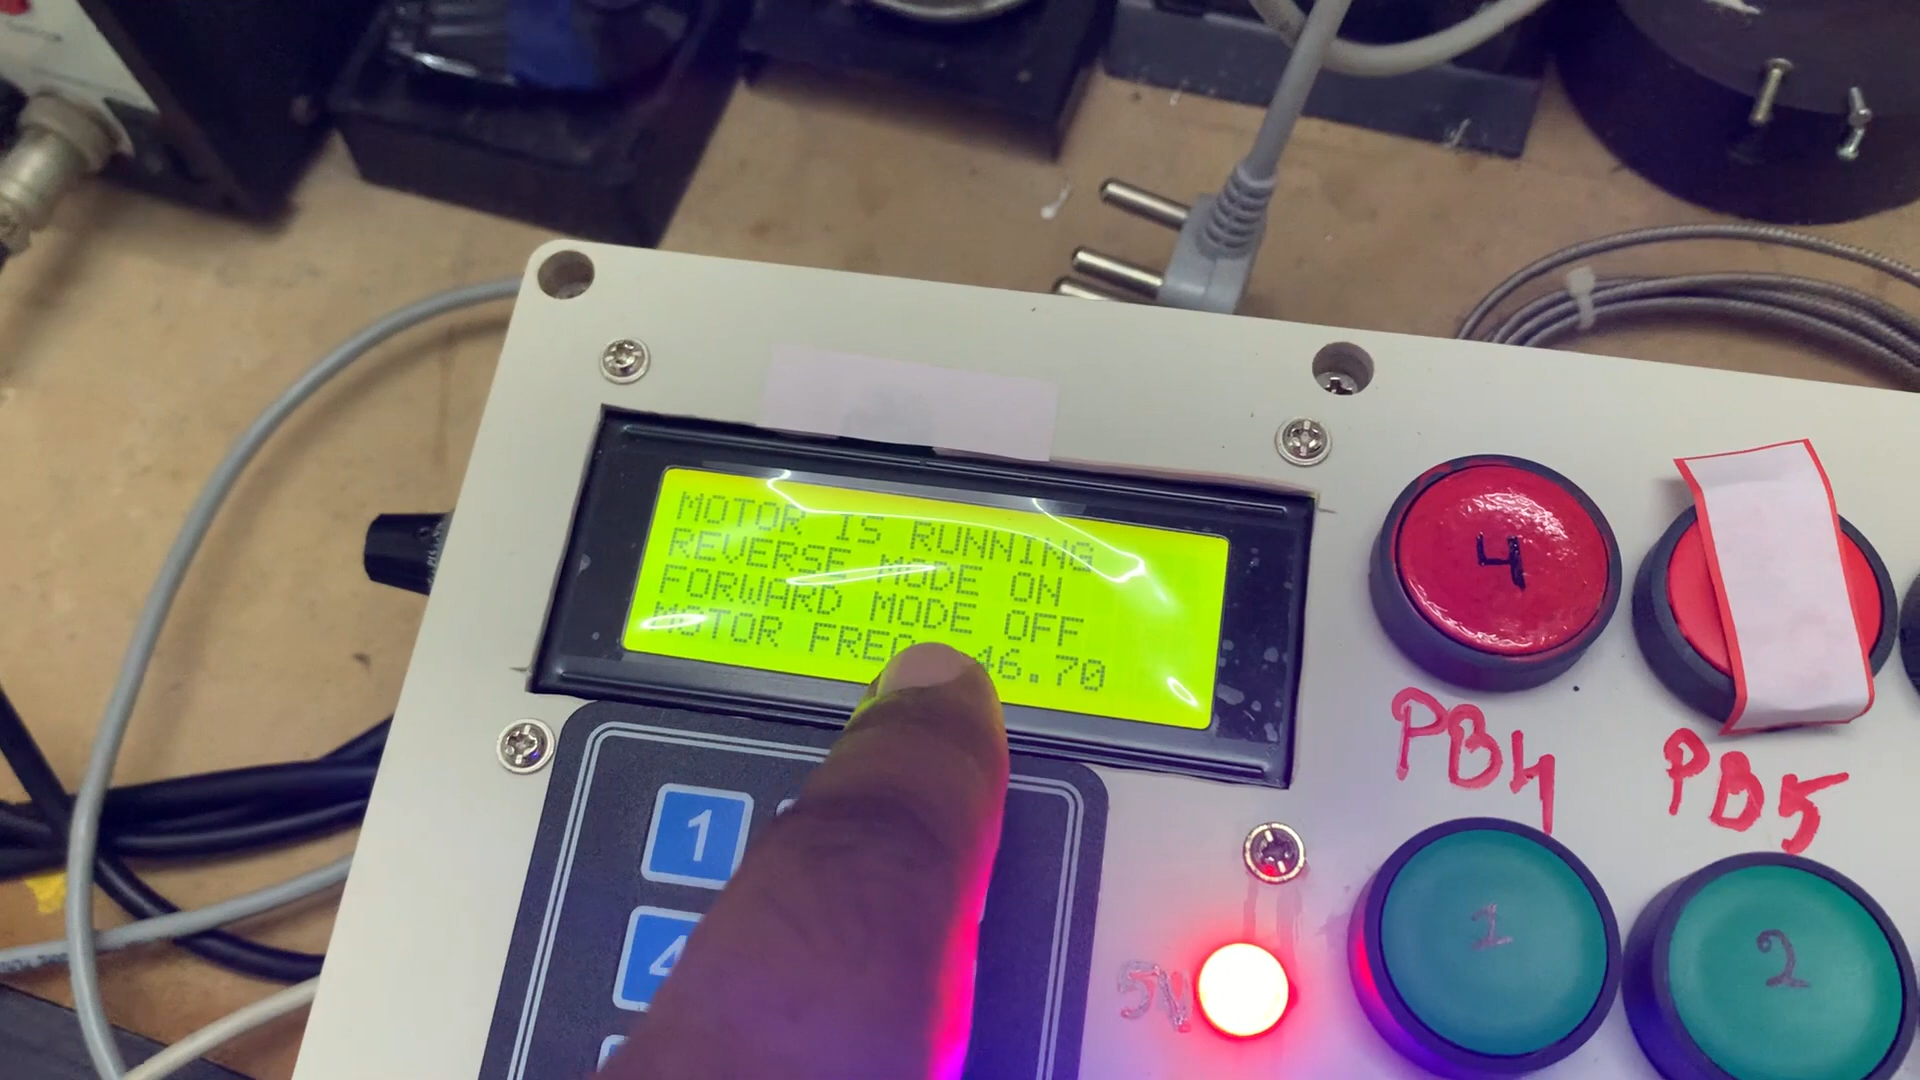 MOTOR IS RUNNING
REVERSE MODE ON
FORWARD MODE OFF
MOTOR FREQ 46.70
4
PB4
PB5
1
4
5V
1
2